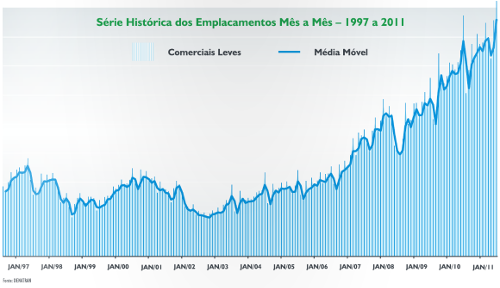 Série Histórica dos Emplacamentos Mês a Mês – 1997 a 2011
Comerciais Leves Média Móvel
JAN/97 JAN/98 JAN/99 JAN/00 JAN/01 JAN/02 JAN/03 JAN/04 JAN/05 JAN/06 JAN/07 JAN/08 JAN/09 JAN/10 JAN/11
Fonte: DENATRAN